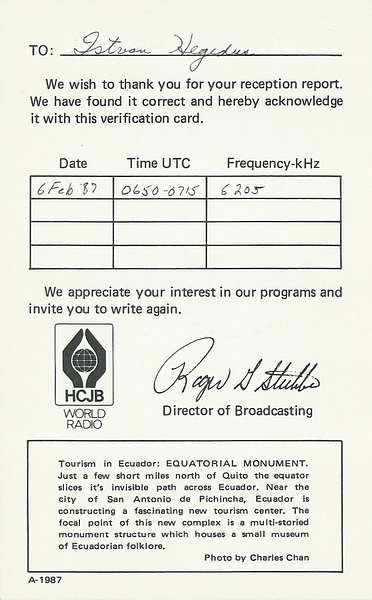 TO: Istvan Hegedus
We wish to thank you for your reception report.
We have found it correct and hereby acknowledge
it with this verification card.
Date Time UTC Frequency-kHz
6 Feb '87 0650-0715 6205
We appreciate your interest in our programs and
invite you to write again.
HCJB
WORLD
RADIO
Roger G Stubbe
Director of Broadcasting
Tourism in Ecuador: EQUATORIAL MONUMENT.
Just a few short miles north of Quito the equator
slices it's invisible path across Ecuador. Near the
city of San Antonio de Pichincha, Ecuador is
constructing a fascinating new tourism center. The
focal point of this new complex is a multi-storied
monument structure which houses a small museum
of Ecuadorian folklore.
Photo by Charles Chan
A-1987